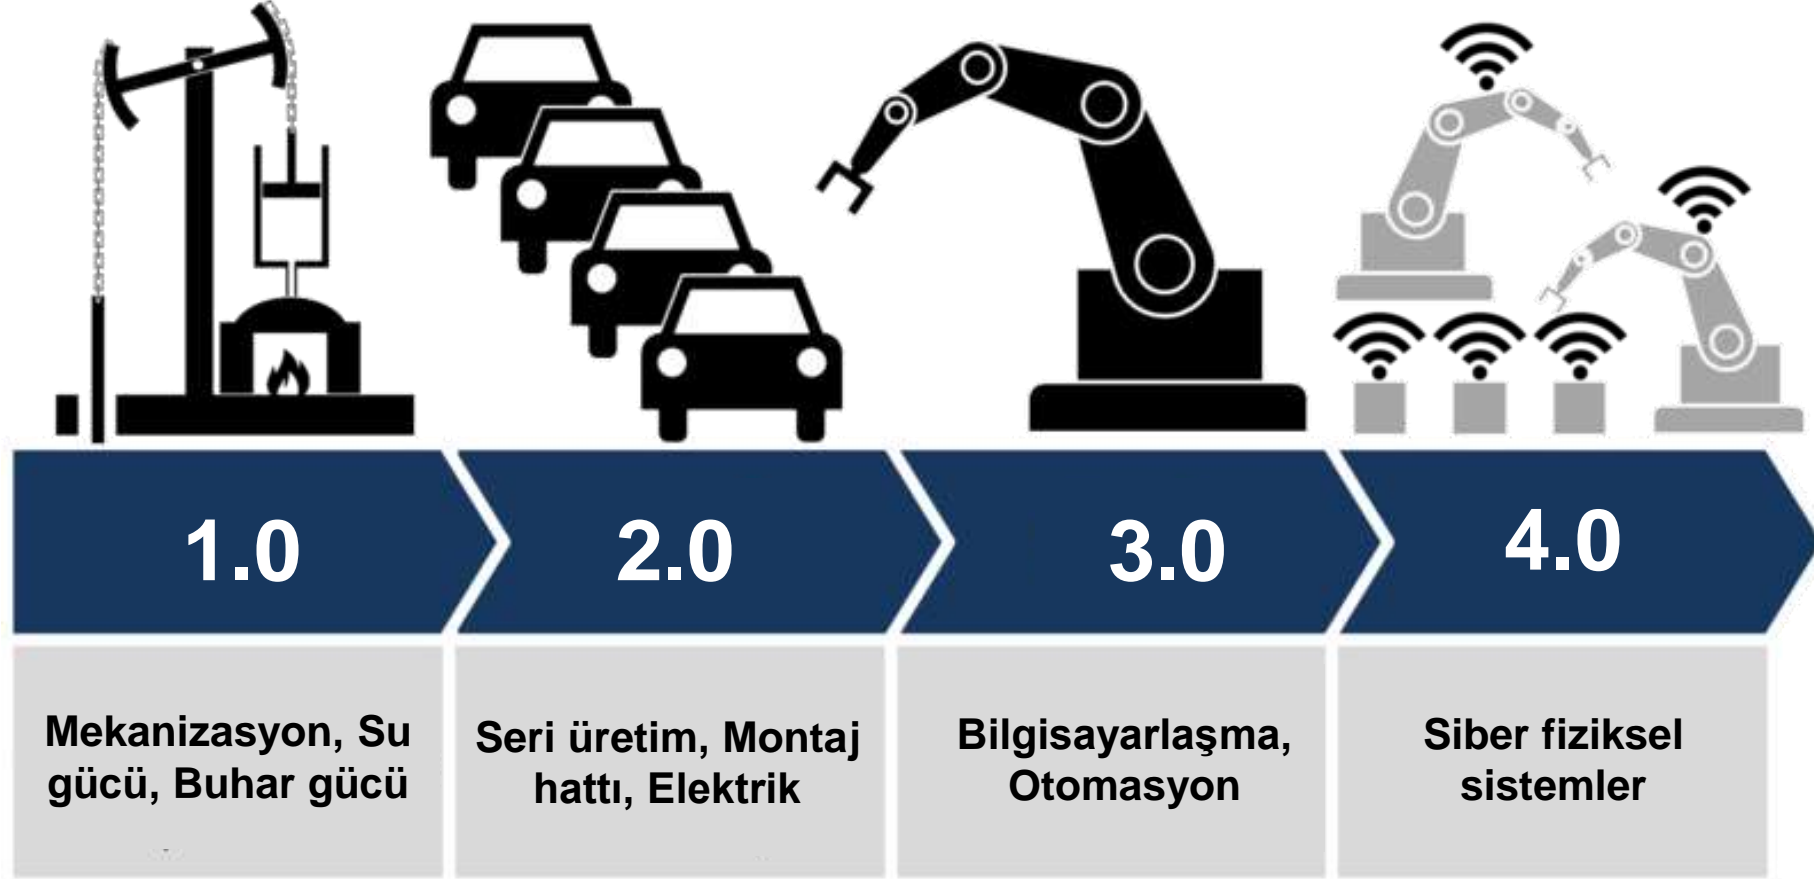 1.0
2.0
3.0
4.0
Mekanizasyon, Su
gücü, Buhar gücü
Seri üretim, Montaj
hattı, Elektrik
Bilgisayarlaşma,
Otomasyon
Siber fiziksel
sistemler